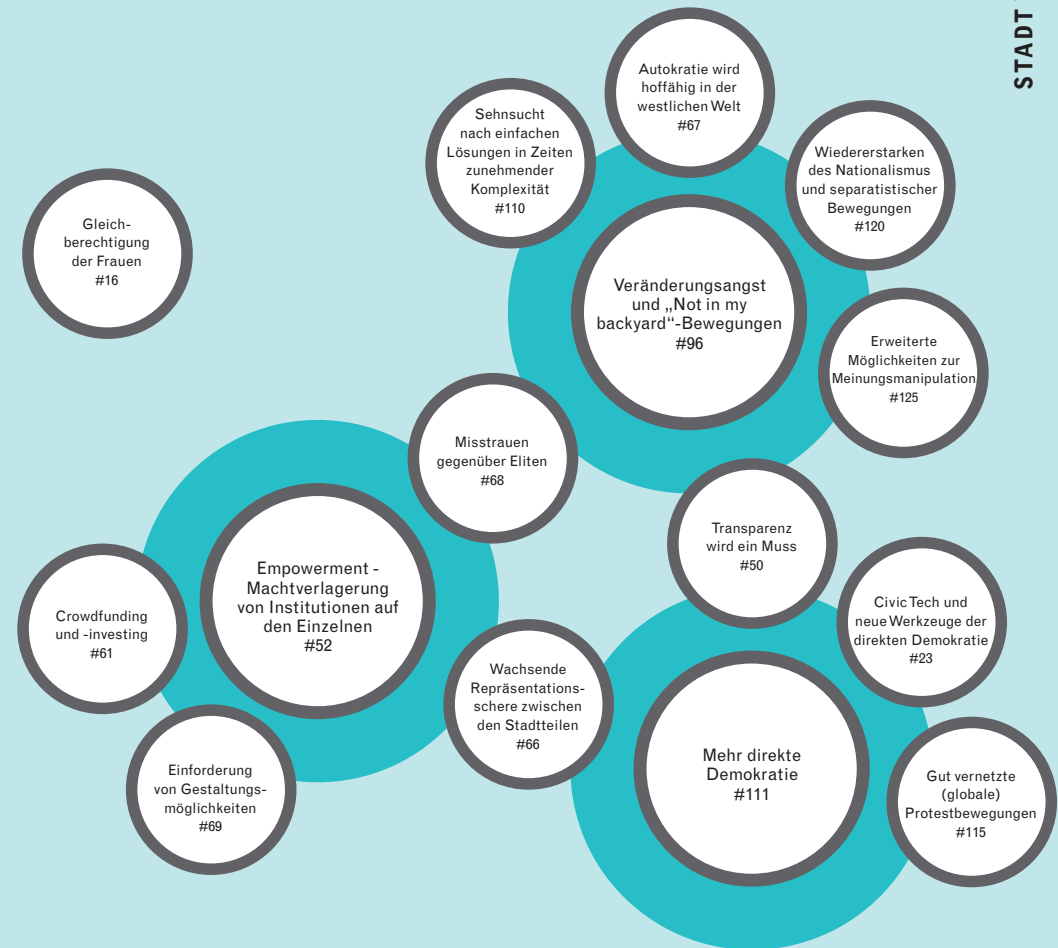 STADT
Autokratie wird
hoffähig in der
westlichen Welt
#67
Sehnsucht
nach einfachen
Lösungen in Zeiten
zunehmender
Komplexität
#110
Wiedererstarken
des Nationalismus
und separatistischer
Bewegungen
#120
Gleich-
berechtigung
der Frauen
#16
Veränderungsangst
und „Not in my
backyard“-Bewegungen
#96
Erweiterte
Möglichkeiten zur
Meinungsmanipulation
#125
Misstrauen
gegenüber Eliten
#68
Transparenz
wird ein Muss
#50
Empowerment -
Machtverlagerung
von Institutionen auf
den Einzelnen
#52
Civic Tech und
neue Werkzeuge der
direkten Demokratie
#23
Crowdfunding
und -investing
#61
Wachsende
Repräsentations-
schere zwischen
den Stadtteilen
#66
Mehr direkte
Demokratie
#111
Einforderung
von Gestaltungs-
möglichkeiten
#69
Gut vernetzte
(globale)
Protestbewegungen
#115